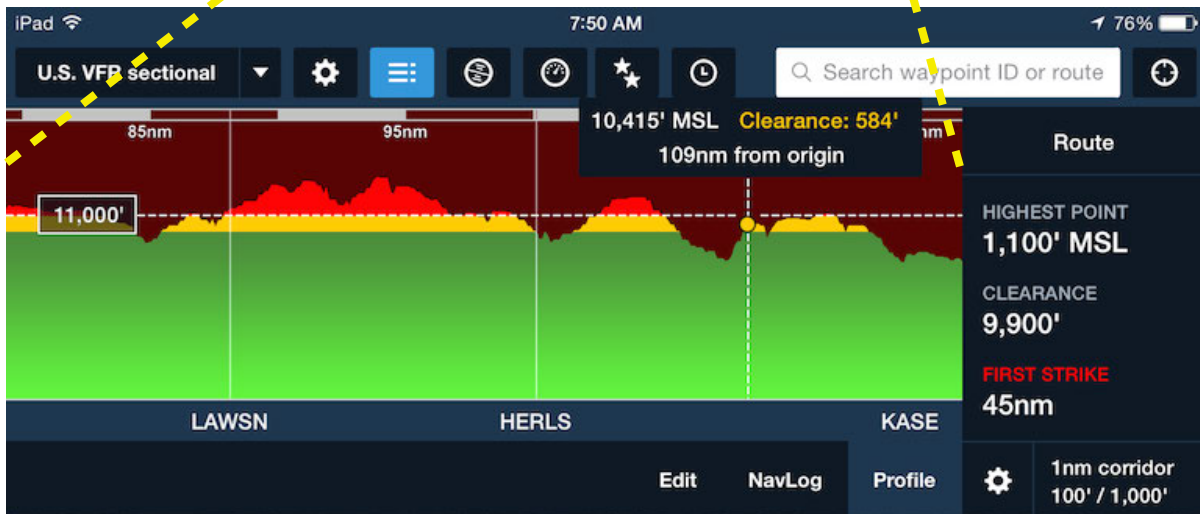 iPad 7:50 AM 76%
U.S. VFR sectional
Search waypoint ID or route
85nm 95nm nm
10,415' MSL Clearance: 584'
109nm from origin
11,000'
Route
HIGHEST POINT
1,100' MSL
CLEARANCE
9,900'
FIRST STRIKE
45nm
LAWSN HERLS KASE
Edit NavLog Profile
1nm corridor
100' / 1,000'